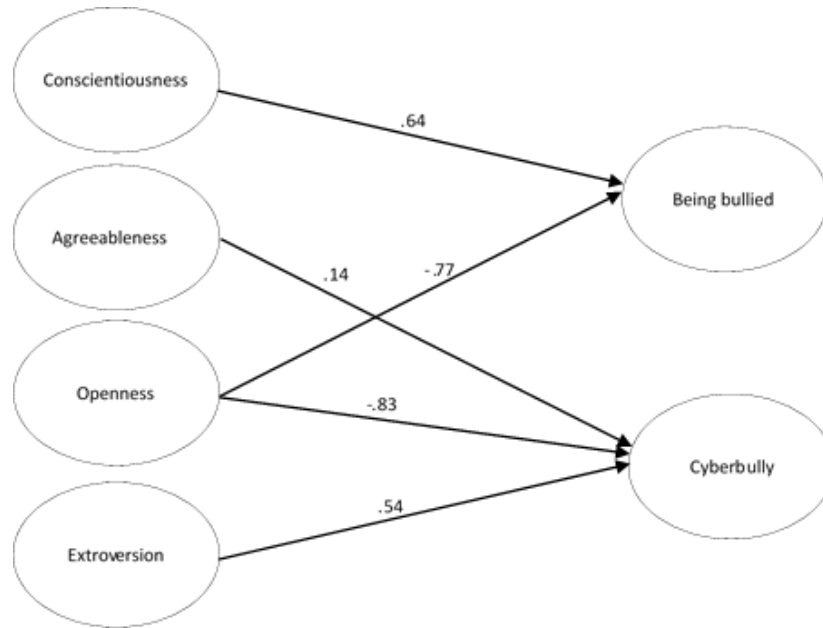 Conscientiousness
.64
Being bullied
Agreeableness
.14
-.77
Openness
-.83
Cyberbully
.54
Extroversion